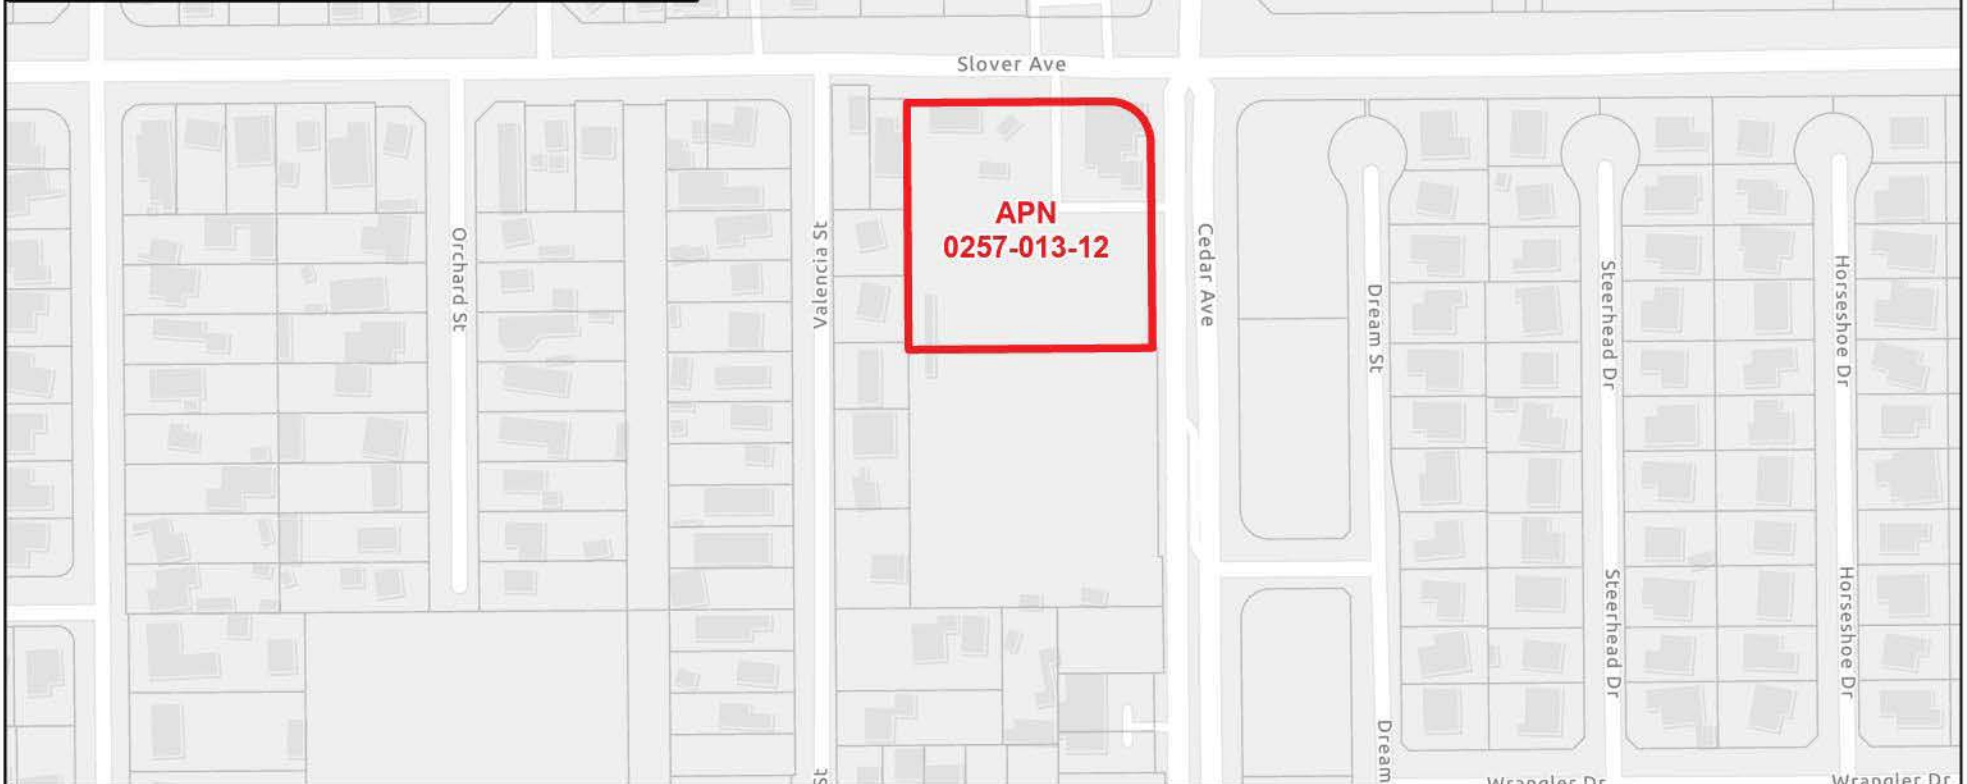 Slover Ave
APN
0257-013-12
Orchard St
Valencia St
Cedar Ave
Dream St
Steerhead Dr
Horseshoe Dr
Steerhead Dr
Horseshoe Dr
Dream
St
Wrangler Dr
Wrangler Dr